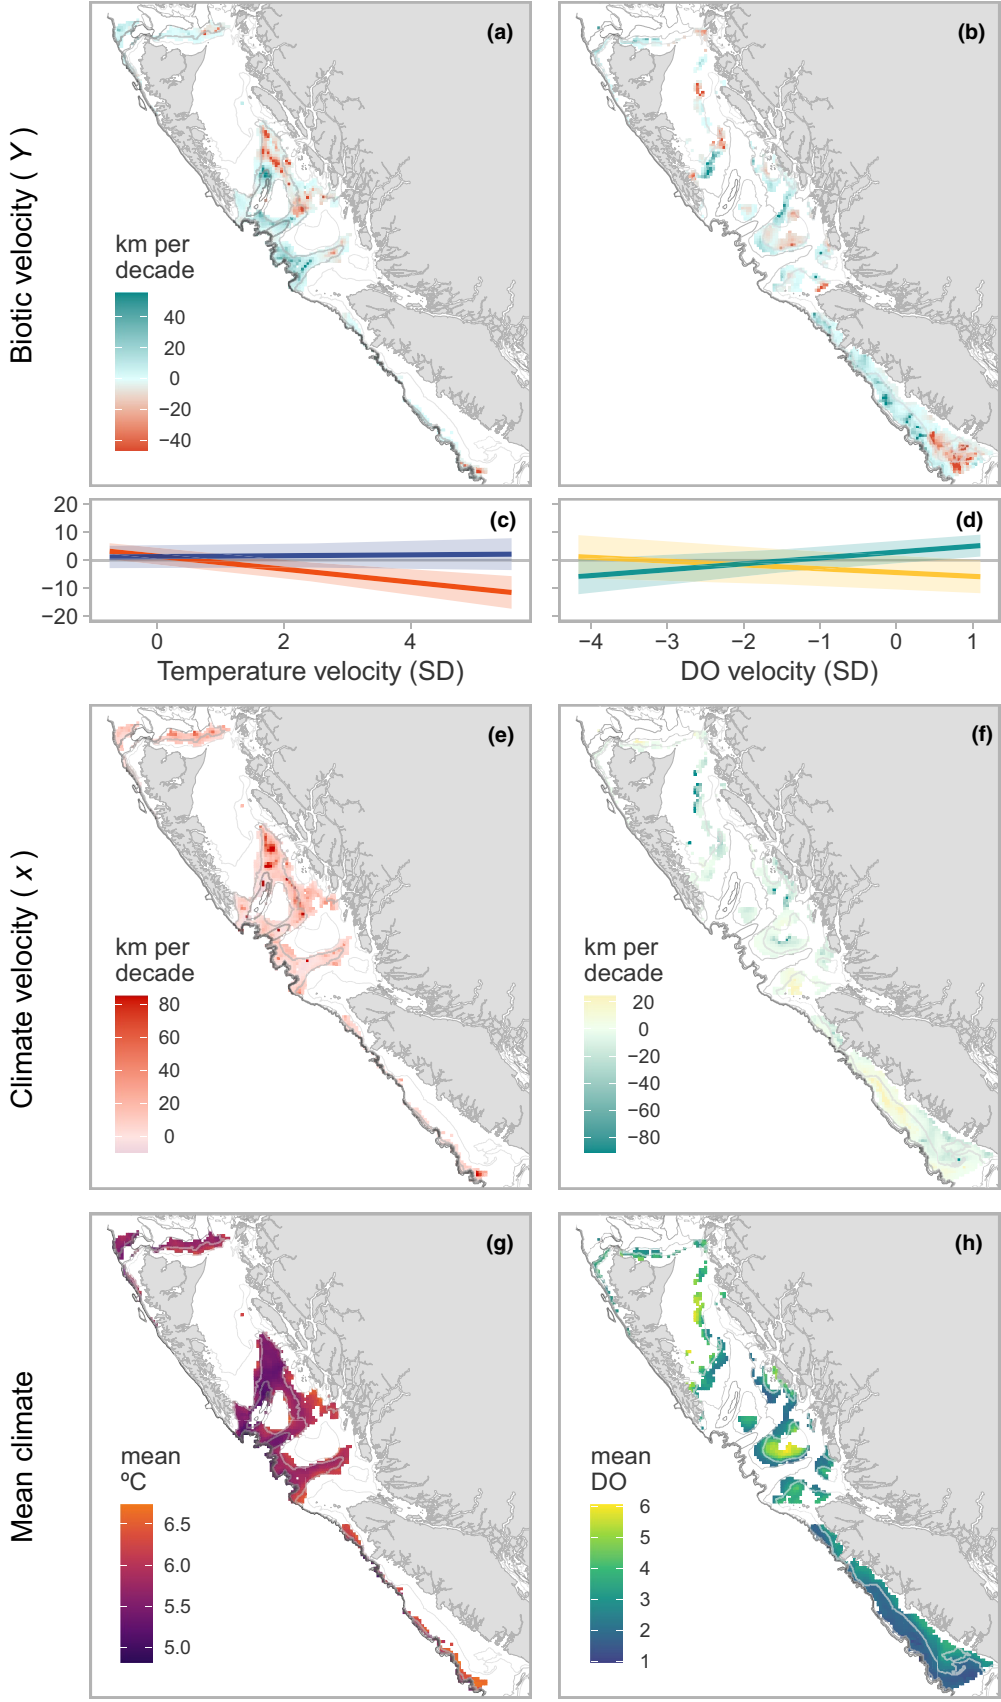 (a)
(b)
Biotic velocity ( Y )
km per
decade
40
20
0
−20
−40
20
10
0
−10
−20
(c)
(d)
0
2
4
−4
−3
−2
−1
0
1
Temperature velocity (SD)
DO velocity (SD)
(e)
(f)
Climate velocity ( x )
km per
decade
80
60
40
20
0
km per
decade
20
0
−20
−40
−60
−80
(g)
(h)
Mean climate
mean
ºC
6.5
6.0
5.5
5.0
mean
DO
6
5
4
3
2
1